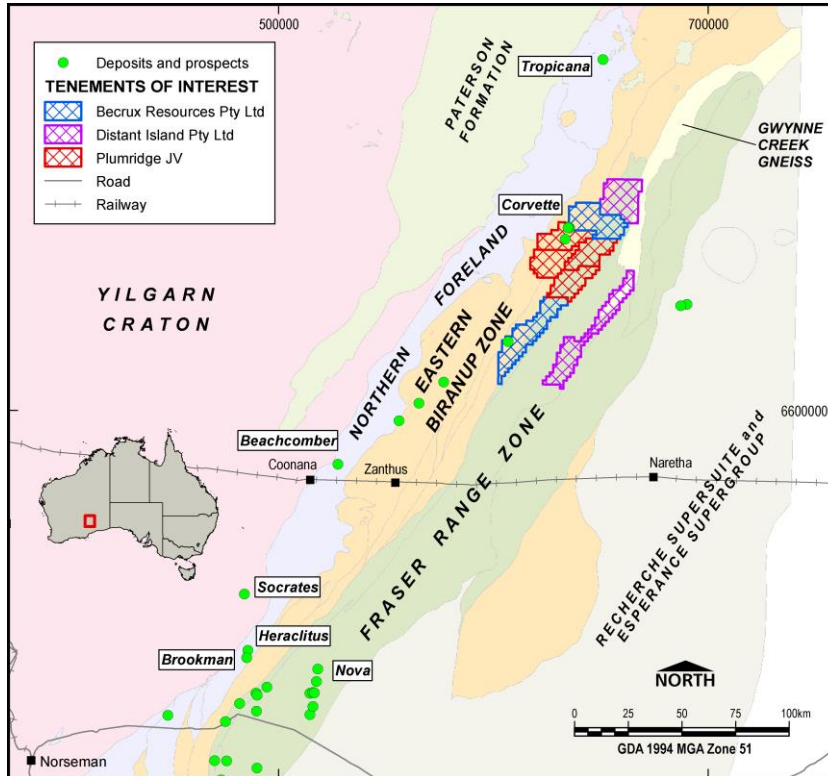 500000
700000
Deposits and prospects
TENEMENTS OF INTEREST
Becrux Resources Pty Ltd
Distant Island Pty Ltd
Plumridge JV
Road
Railway
PATERSON
FORMATION
Tropicana
GWYNNE
CREEK
GNEISS
Corvette
YILGARN
CRATON
NORTHERN
FORELAND
EASTERN
BIRANUP ZONE
6600000
Beachcomber
Coonana
Zanthus
Naretha
FRASER RANGE ZONE
RECHERCHE SUPERSUITE and
ESPERANCE SUPERGROUP
Socrates
Heraclitus
Brookman
Nova
NORTH
0 25 50 75 100km
GDA 1994 MGA Zone 51
Norseman